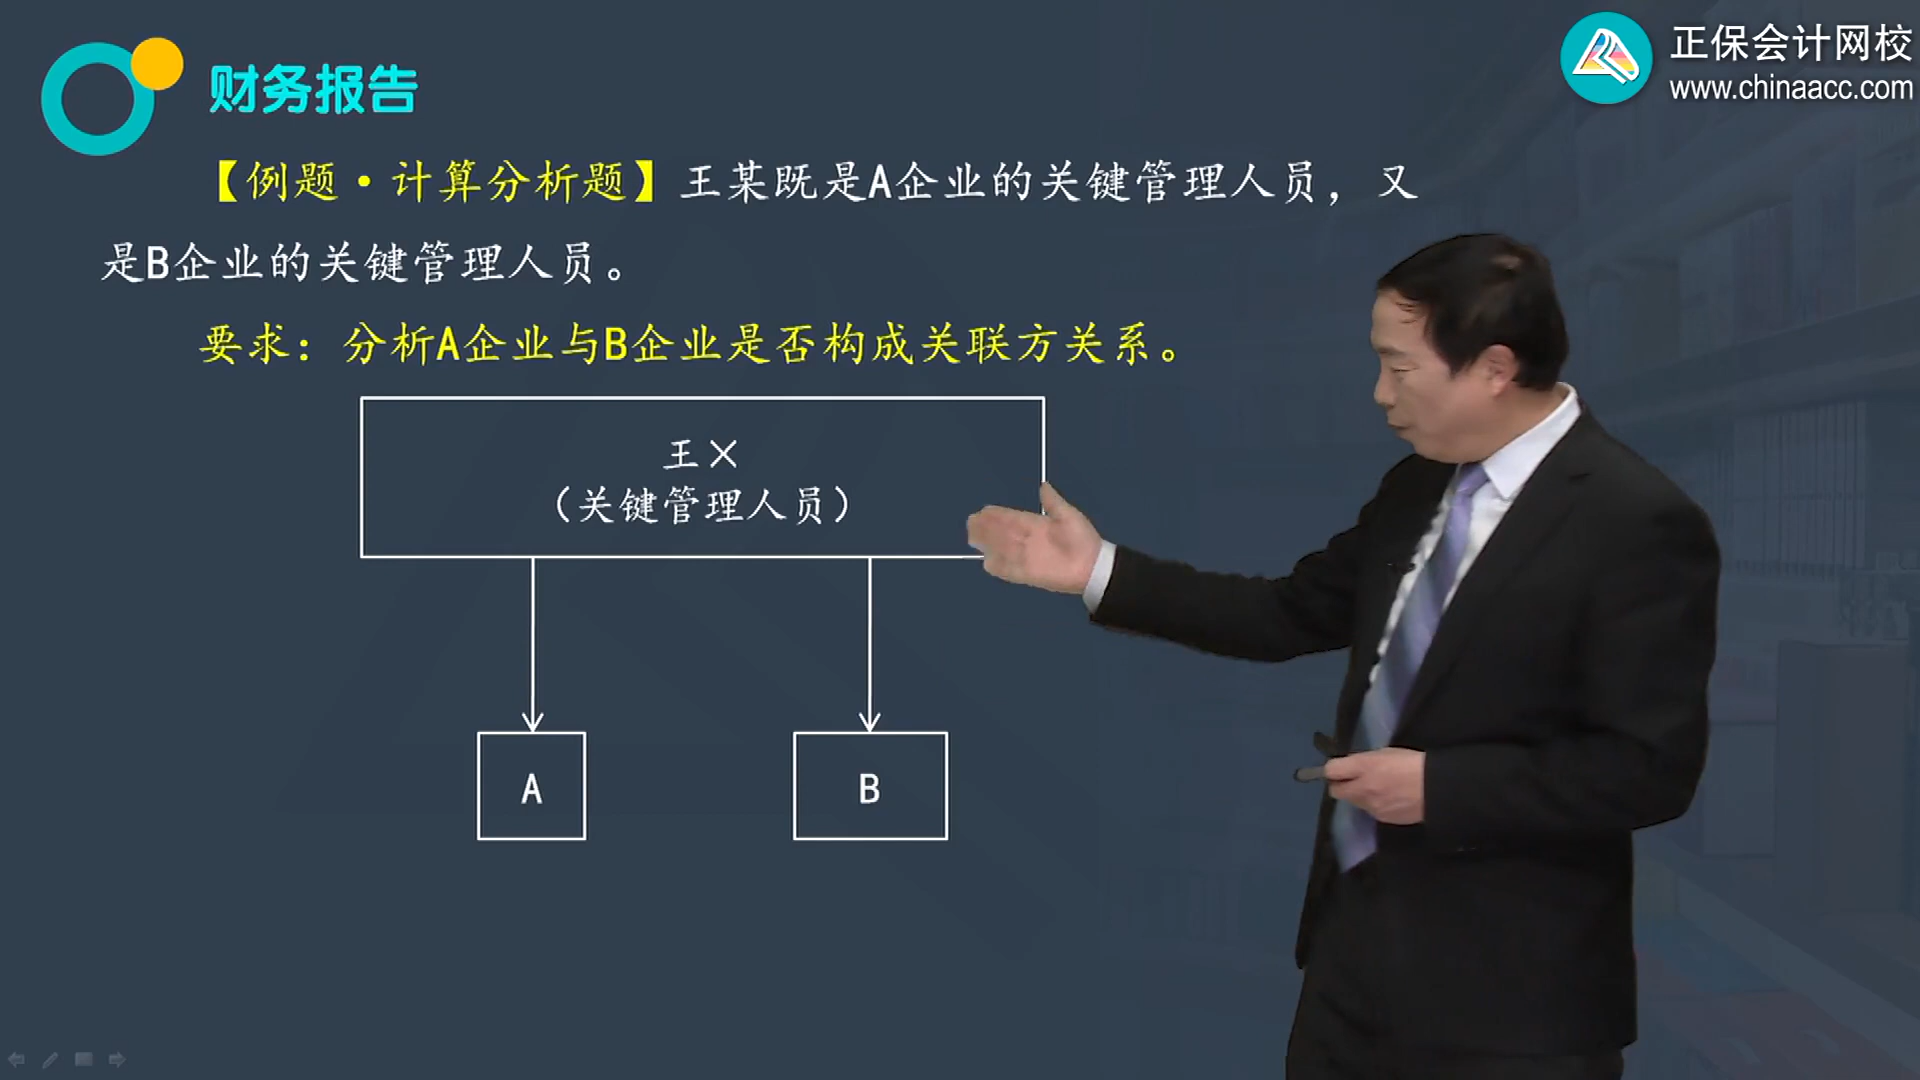 正保会计网校
www.chinaacc.com
财务报告
【例题·计算分析题】王某既是A企业的关键管理人员，又
是B企业的关键管理人员。
要求：分析A企业与B企业是否构成关联方关系。
王×
（关键管理人员）
A
B